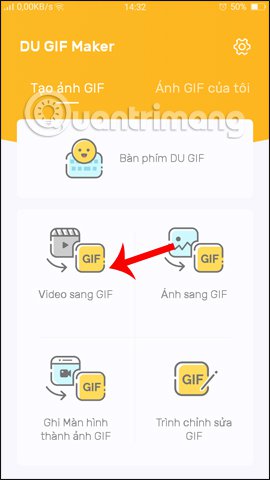 0,00KB/s 14:32 50%
DU GIF Maker
Tạo ảnh GIF Ảnh GIF của tôi
Quantrimang
Bàn phím DU GIF
GIF GIF
Video sang GIF Ảnh sang GIF
GIF GIF
Ghi Màn hình Trình chỉnh sửa
thành ảnh GIF GIF